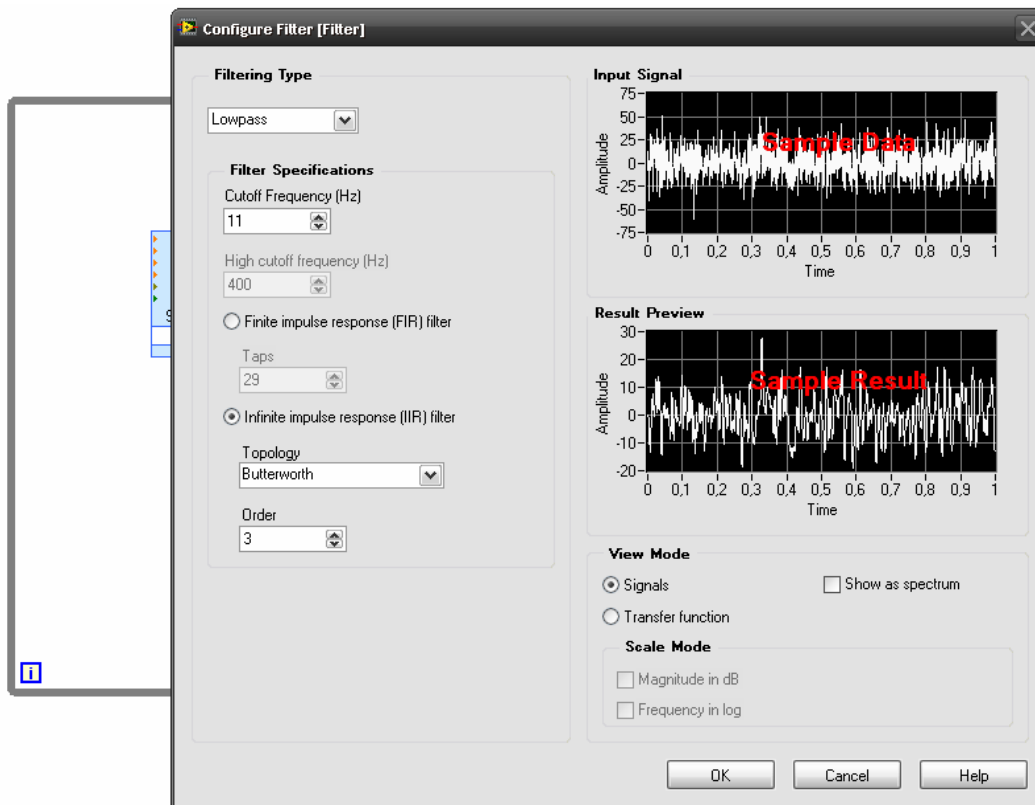 Configure Filter [Filter]
Filtering Type
Lowpass
Filter Specifications
Cutoff Frequency (Hz)
11
High cutoff frequency (Hz)
400
Finite impulse response (FIR) filter
Taps
29
Infinite impulse response (IIR) filter
Topology
Butterworth
Order
3
i
Input Signal
Sample Data
Amplitude
75
50
25
0
-25
-50
-75
0 0,1 0,2 0,3 0,4 0,5 0,6 0,7 0,8 0,9 1
Time
Result Preview
Sample Result
Amplitude
30
20
10
0
-10
-20
0 0,1 0,2 0,3 0,4 0,5 0,6 0,7 0,8 0,9 1
Time
View Mode
Signals
Show as spectrum
Transfer function
Scale Mode
Magnitude in dB
Frequency in log
OK Cancel Help